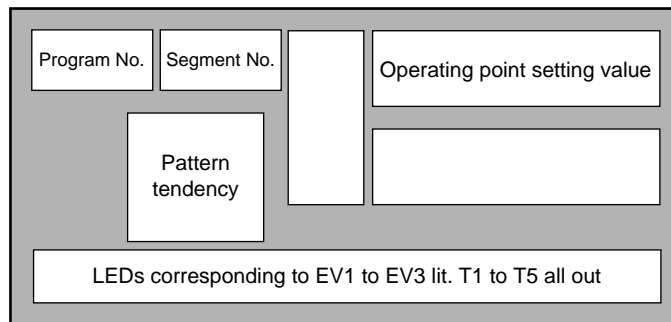 Program No.
Segment No.
Operating point setting value
Pattern
tendency
LEDs corresponding to EV1 to EV3 lit. T1 to T5 all out